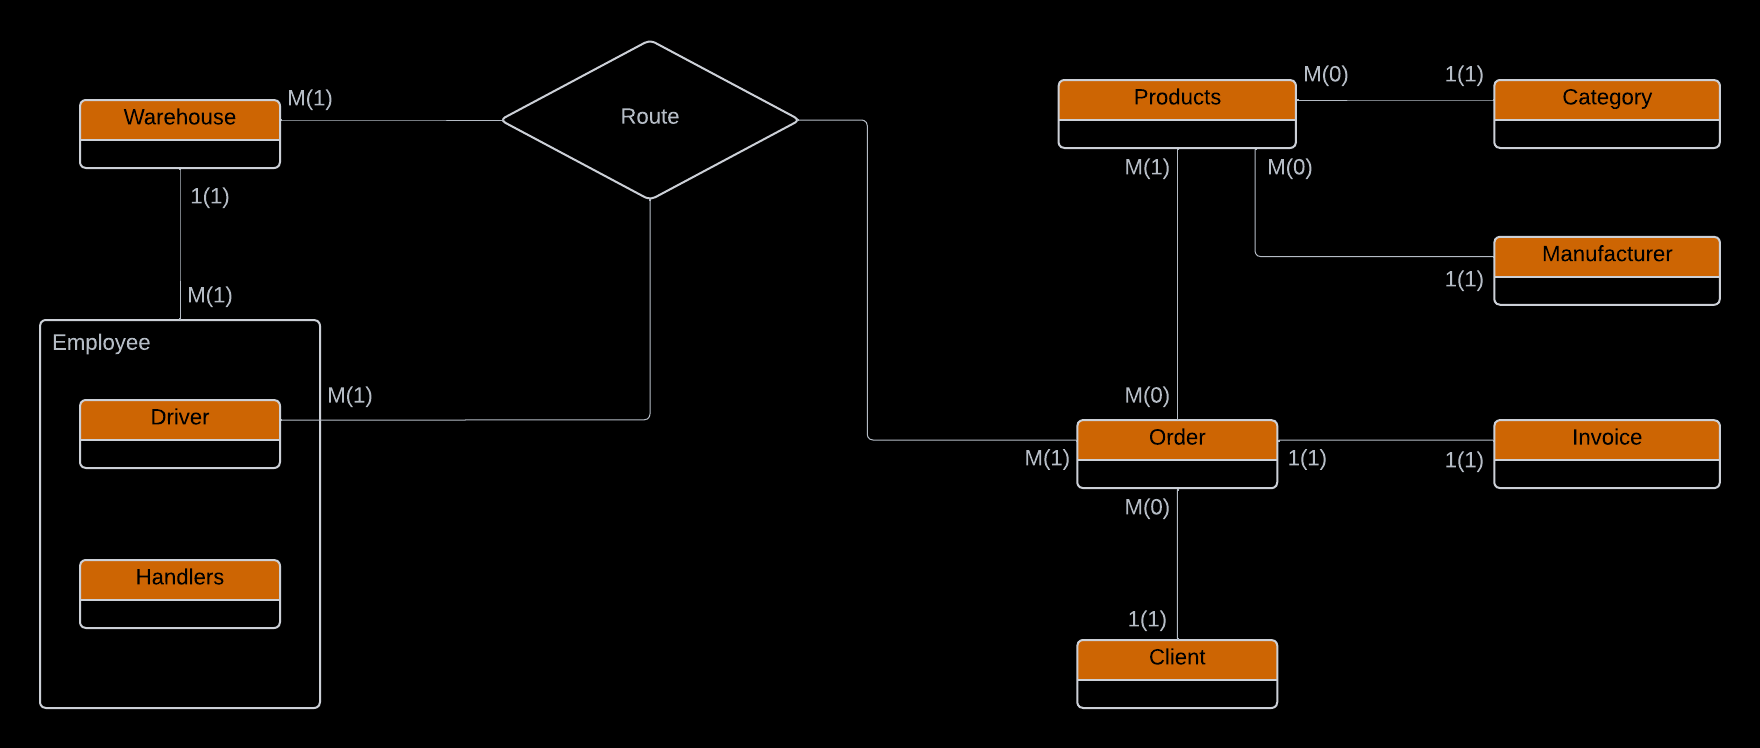 M(0)
1(1)
Products
Category
M(1)
Warehouse
Route
M(1)
M(0)
1(1)
Manufacturer
1(1)
M(1)
Employee
M(1)
M(0)
Driver
Order
Invoice
M(1)
1(1)
1(1)
M(0)
Handlers
1(1)
Client